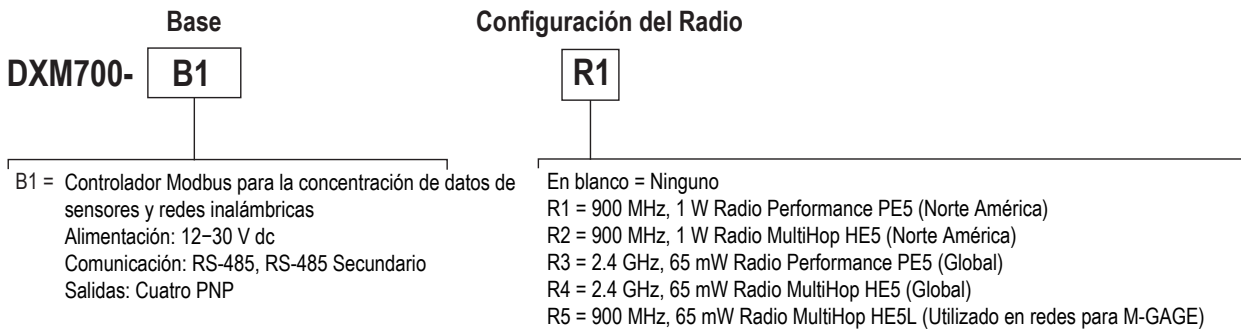 Base
Configuración del Radio
DXM700- B1
R1
B1 = Controlador Modbus para la concentración de datos de
sensores y redes inalámbricas
Alimentación: 12−30 V dc
Comunicación: RS-485, RS-485 Secundario
Salidas: Cuatro PNP
En blanco = Ninguno
R1 = 900 MHz, 1 W Radio Performance PE5 (Norte América)
R2 = 900 MHz, 1 W Radio MultiHop HE5 (Norte América)
R3 = 2.4 GHz, 65 mW Radio Performance PE5 (Global)
R4 = 2.4 GHz, 65 mW Radio MultiHop HE5 (Global)
R5 = 900 MHz, 65 mW Radio MultiHop HE5L (Utilizado en redes para M-GAGE)